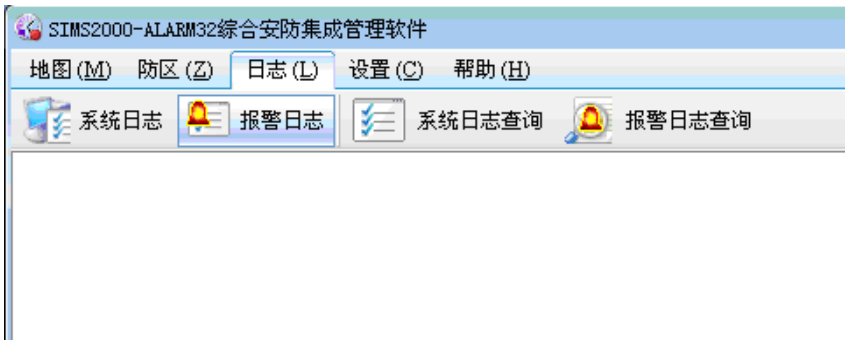 SIMS2000-ALARM32综合安防集成管理软件
地图(M) 防区(Z) 日志(L) 设置(C) 帮助(H)
系统日志 报警日志 系统日志查询 报警日志查询